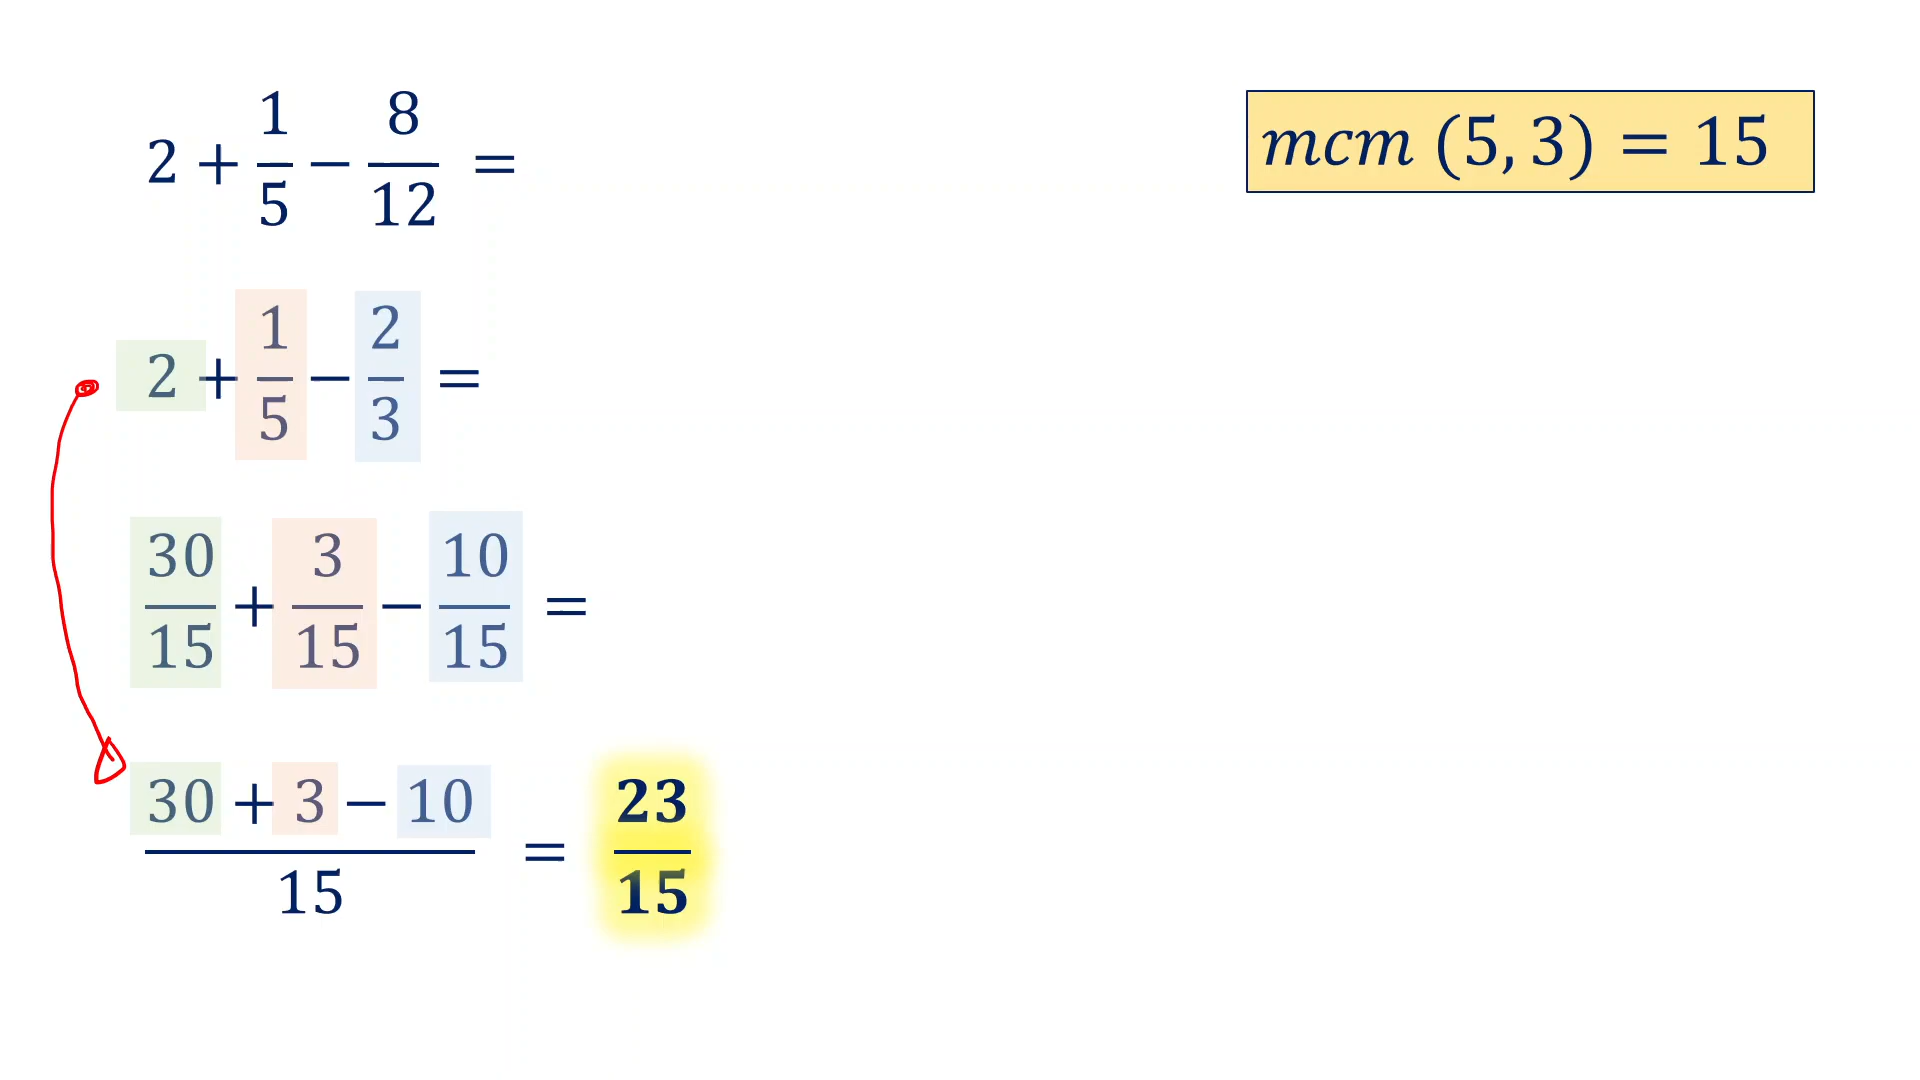 2 + 1/5 − 8/12 =
mcm (5, 3) = 15
2 + 1/5 − 2/3 =
30/15 + 3/15 − 10/15 =
(30 + 3 − 10)/15 = 23/15